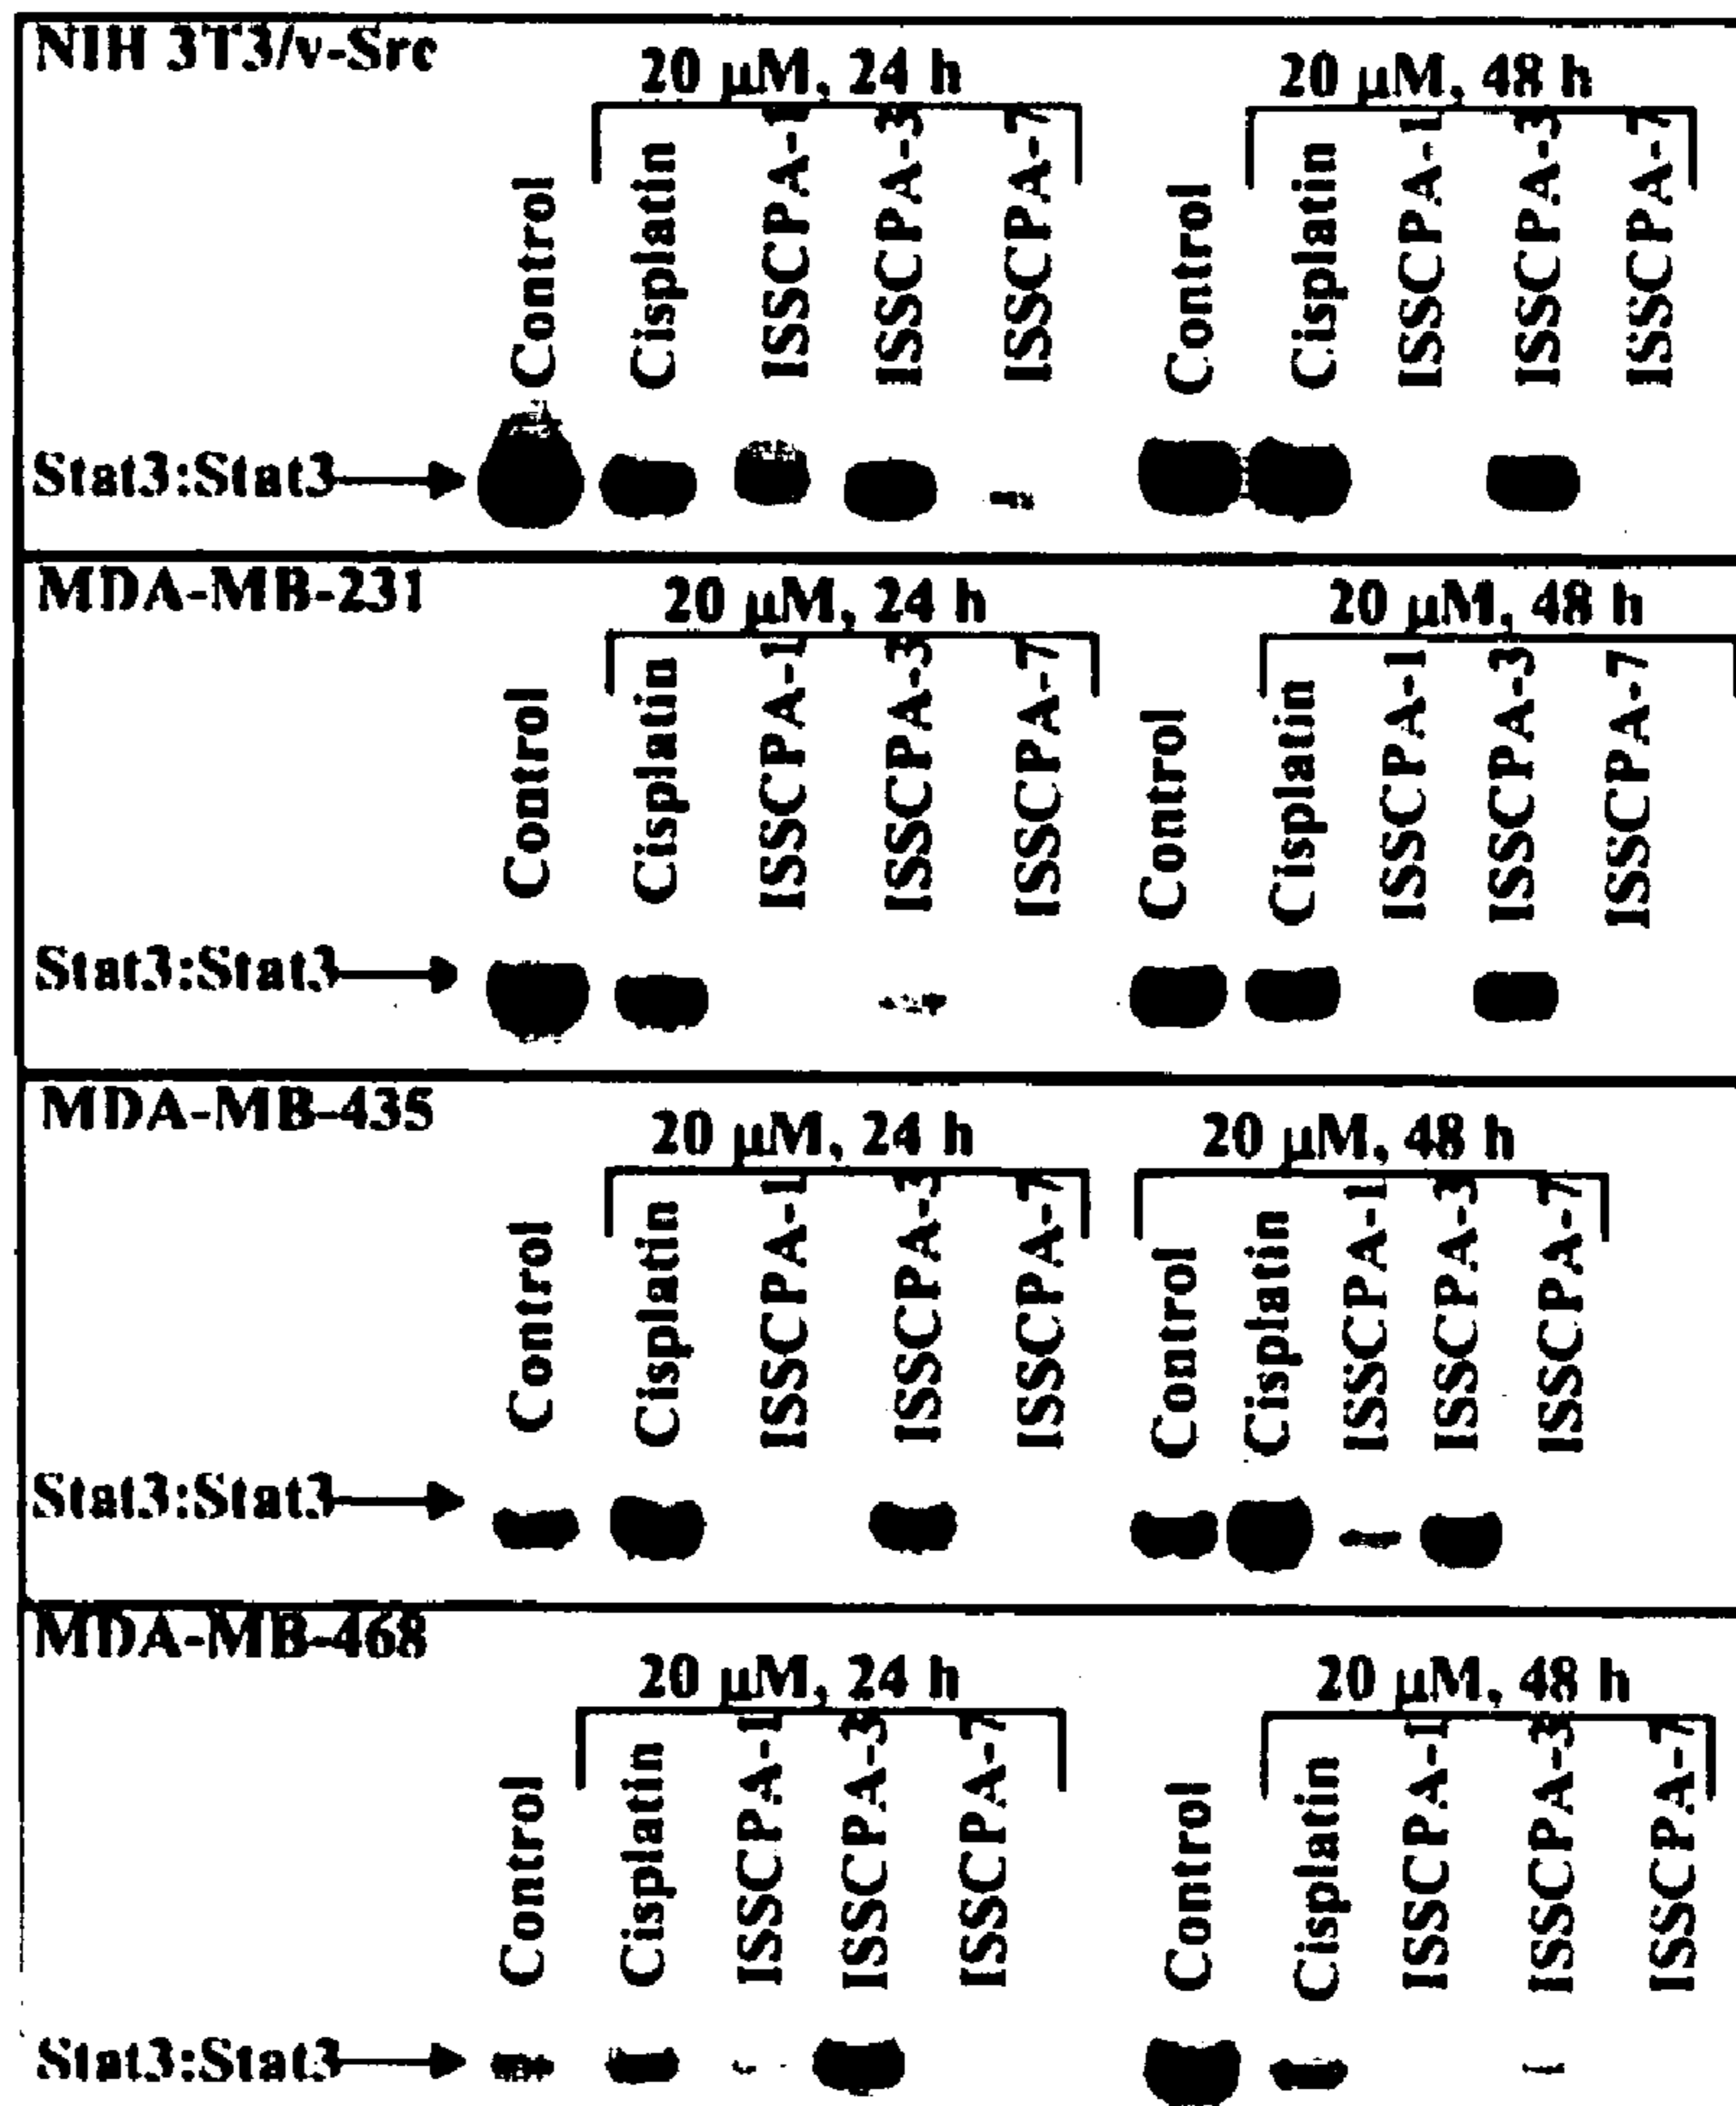 NIH 3T3/v-Src
20 µM, 24 h
20 µM, 48 h
Control
Cisplatin
ISSCPA-1
ISSCPA-3
ISSCPA-7
Control
Cisplatin
ISSCPA-1
ISSCPA-3
ISSCPA-7
Stat3:Stat3
MDA-MB-231
20 µM, 24 h
20 µM, 48 h
Control
Cisplatin
ISSCPA-1
ISSCPA-3
ISSCPA-7
Control
Cisplatin
ISSCPA-1
ISSCPA-3
ISSCPA-7
Stat3:Stat3
MDA-MB-435
20 µM, 24 h
20 µM, 48 h
Control
Cisplatin
ISSCPA-1
ISSCPA-3
ISSCPA-7
Control
Cisplatin
ISSCPA-1
ISSCPA-3
ISSCPA-7
Stat3:Stat3
MDA-MB-468
20 µM, 24 h
20 µM, 48 h
Control
Cisplatin
ISSCPA-1
ISSCPA-3
ISSCPA-7
Control
Cisplatin
ISSCPA-1
ISSCPA-3
ISSCPA-7
Stat3:Stat3